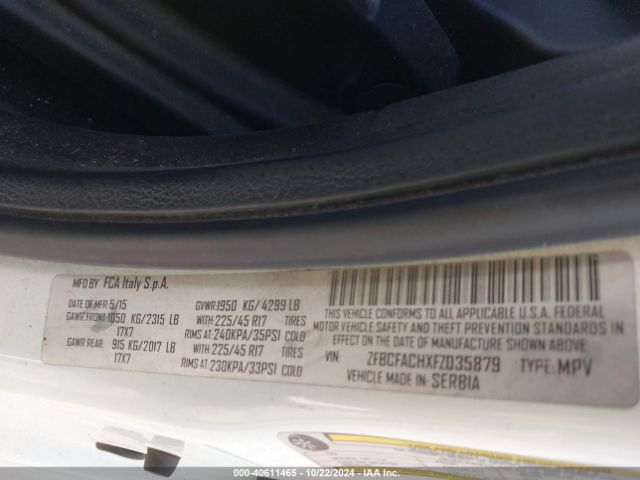 MFD BY FCA Italy S.p.A.
DATE OF MFR 5/15 GVWR:1950 KG/4299 LB
GAWR.FRONT:1050 KG/2315 LB WITH:225/45 R17 TIRES
17X7 RIMS AT:240KPA/35PSI COLD
GAWR REAR: 915 KG/2017 LB WITH:225/45 R17 TIRES
17X7 RIMS AT:230KPA/33PSI COLD
THIS VEHICLE CONFORMS TO ALL APPLICABLE U.S.A. FEDERAL
MOTOR VEHICLE SAFETY AND THEFT PREVENTION STANDARDS IN
EFFECT ON THE DATE OF MANUFACTURE SHOWN ABOVE.
VIN: ZFBCFACHXFZ035879 TYPE: MPV
VEHICLE MADE IN: SERBIA
00-40611465 - 10/22/2024 - IAA Inc.